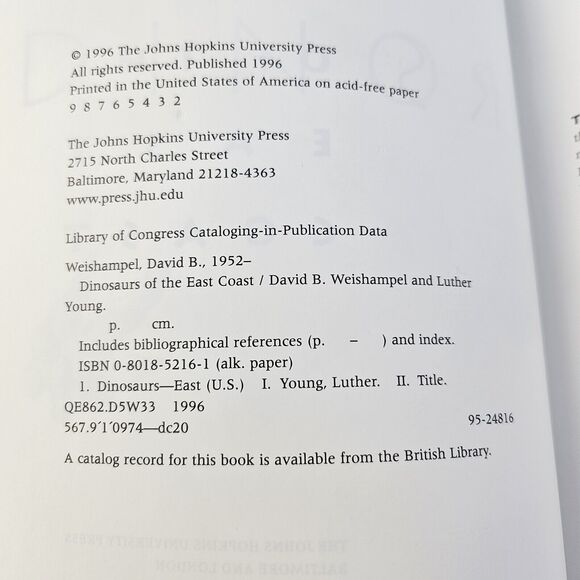 © 1996 The Johns Hopkins University Press
All rights reserved. Published 1996
Printed in the United States of America on acid-free paper
9 8 7 6 5 4 3 2
The Johns Hopkins University Press
2715 North Charles Street
Baltimore, Maryland 21218-4363
www.press.jhu.edu
Library of Congress Cataloging-in-Publication Data
Weishampel, David B., 1952–
Dinosaurs of the East Coast / David B. Weishampel and Luther
Young.
p. cm.
Includes bibliographical references (p. – ) and index.
ISBN 0-8018-5216-1 (alk. paper)
1. Dinosaurs—East (U.S.) I. Young, Luther. II. Title.
QE862.D5W33 1996
567.9´1´0974—dc20
95-24816
A catalog record for this book is available from the British Library.